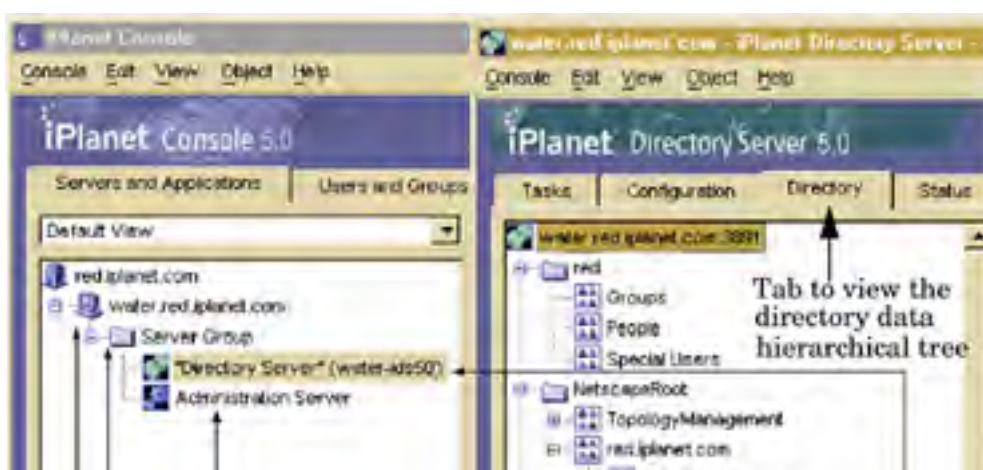 iPlanet Console
Console Edit View Object Help
iPlanet Console 5.0
Servers and Applications Users and Groups
Default View
red.iplanet.com
water.red.iplanet.com
Server Group
"Directory Server" (water-ids50)
Administration Server
water.red.iplanet.com - iPlanet Directory Server -
Console Edit View Object Help
iPlanet Directory Server 5.0
Tasks Configuration Directory Status
water.red.iplanet.com:3891
red
Groups
People
Special Users
NetscapeRoot
TopologyManagement
red.iplanet.com
Tab to view the
directory data
hierarchical tree